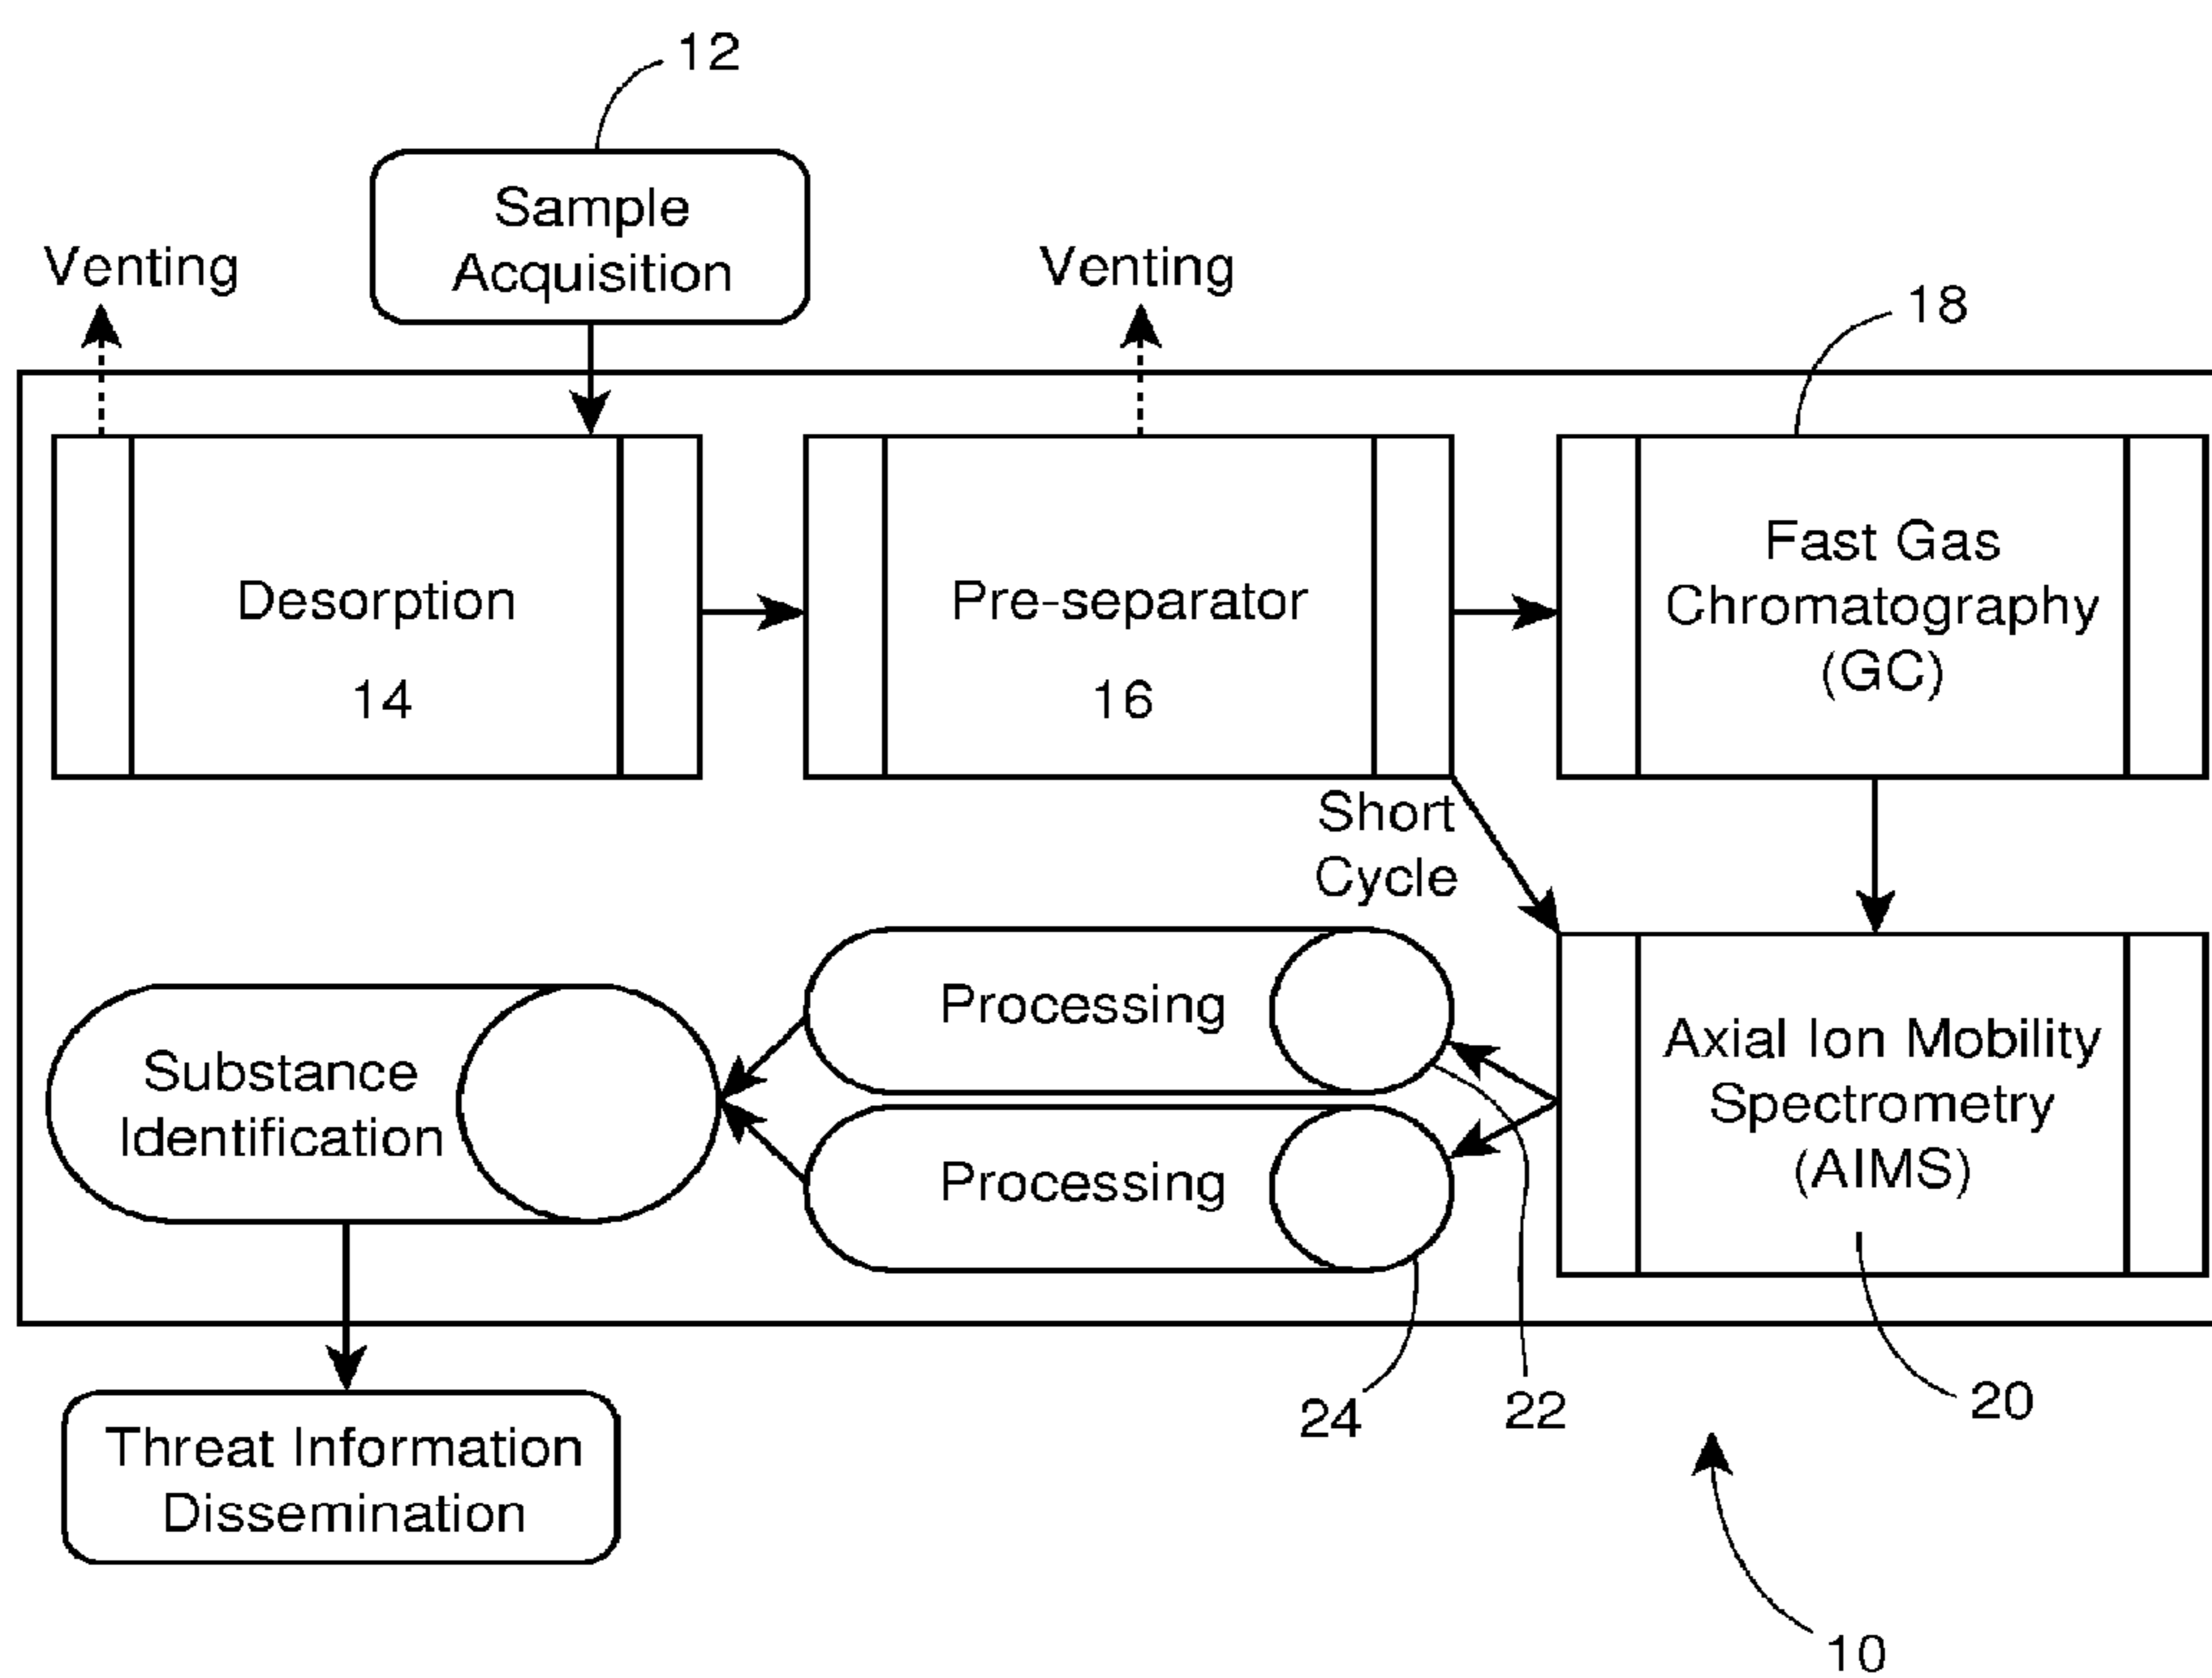 12
Sample
Acquisition
Venting
Venting
18
Desorption
14
Pre-separator
16
Fast Gas
Chromatography
(GC)
Short
Cycle
Processing
Processing
Substance
Identification
Axial Ion Mobility
Spectrometry
(AIMS)
24
22
20
Threat Information
Dissemination
10